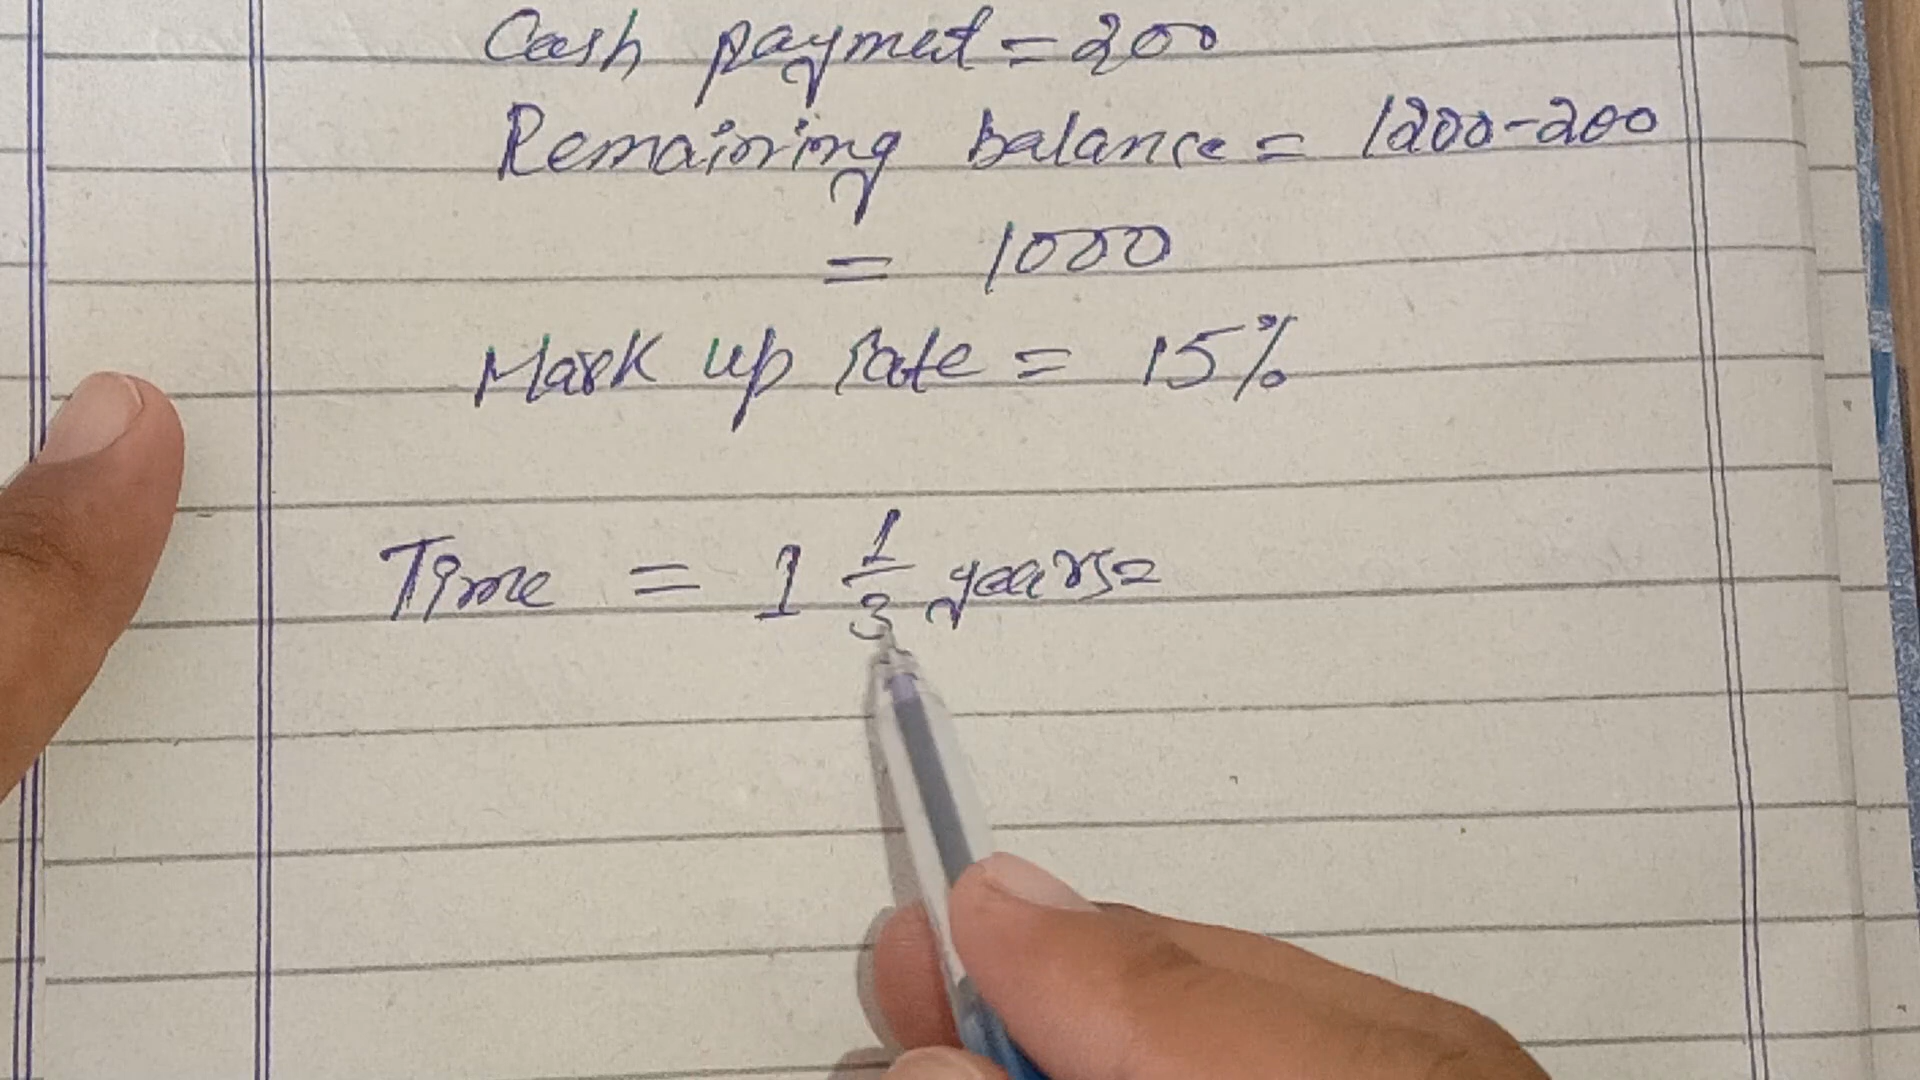 Cash paymet = 200
Remaining balance = 1200-200
= 1000
Mark up rate = 15%
Time = 1 1/3 years=